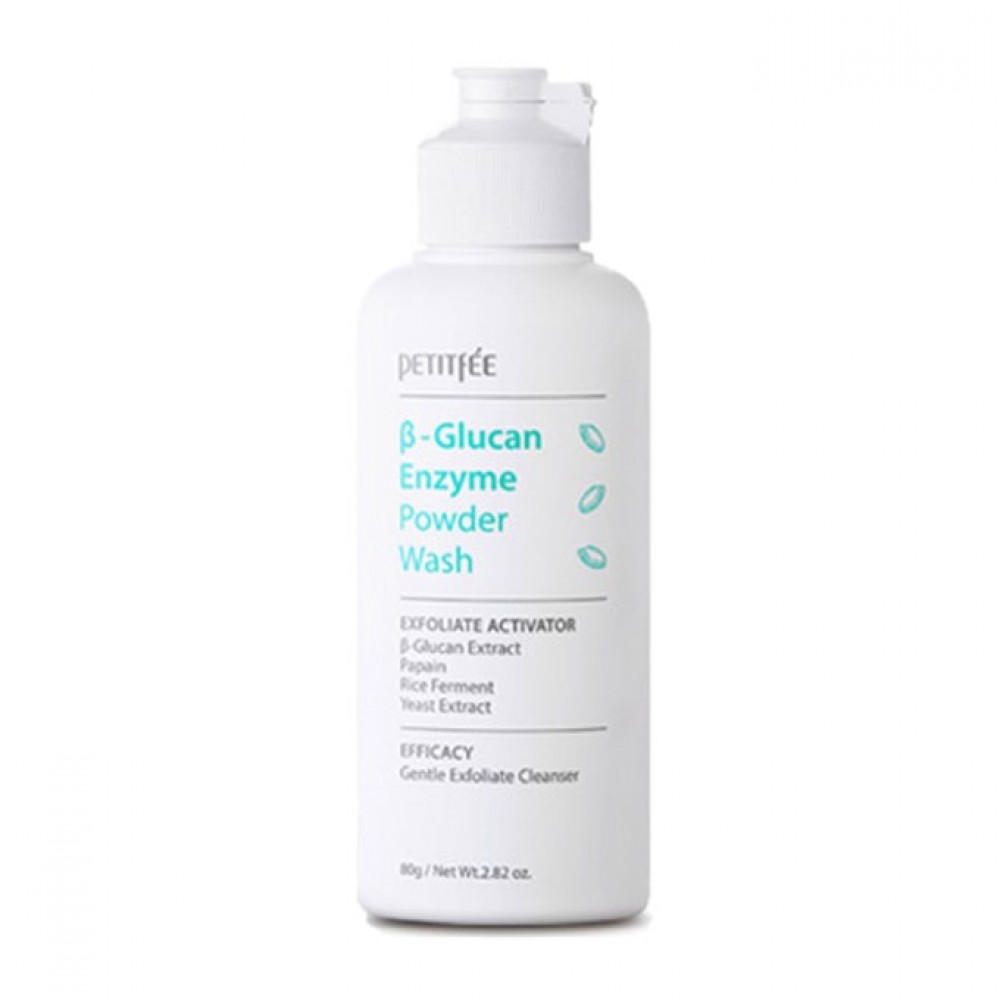 PETITFÉE
β-Glucan
Enzyme
Powder
Wash
EXFOLIATE ACTIVATOR
β-Glucan Extract
Papain
Rice Ferment
Yeast Extract
EFFICACY
Gentle Exfoliate Cleanser
80g / Net Wt.2.82 oz.